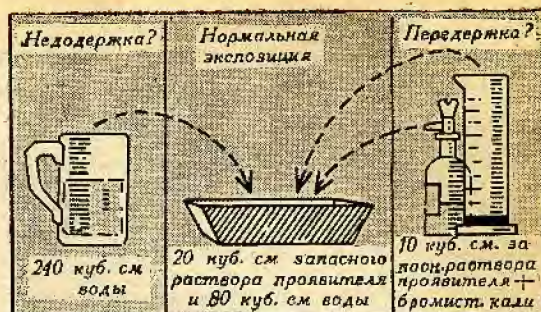 Недодержка?
Нормальная
экспозиция
Передержка?
240 куб. см
воды
20 куб. см запасного
раствора проявителя
и 80 куб. см воды
10 куб. см. за-
пасн. раствора
проявителя +
бромист. кали